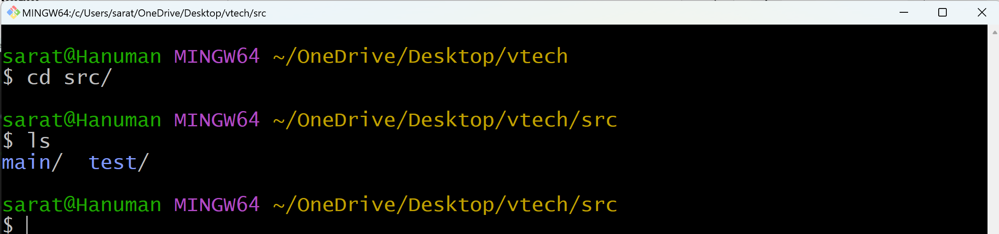 MINGW64:/c/Users/sarat/OneDrive/Desktop/vtech/src
sarat@Hanuman MINGW64 ~/OneDrive/Desktop/vtech
$ cd src/
sarat@Hanuman MINGW64 ~/OneDrive/Desktop/vtech/src
$ ls
main/  test/
sarat@Hanuman MINGW64 ~/OneDrive/Desktop/vtech/src
$